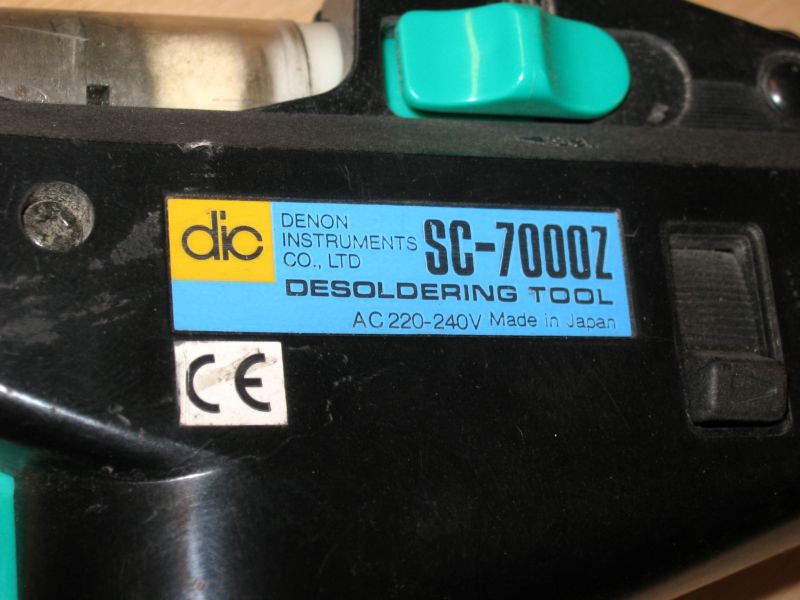 dic
DENON
INSTRUMENTS
CO., LTD
SC-7000Z
DESOLDERING TOOL
AC 220-240V Made in Japan
CE